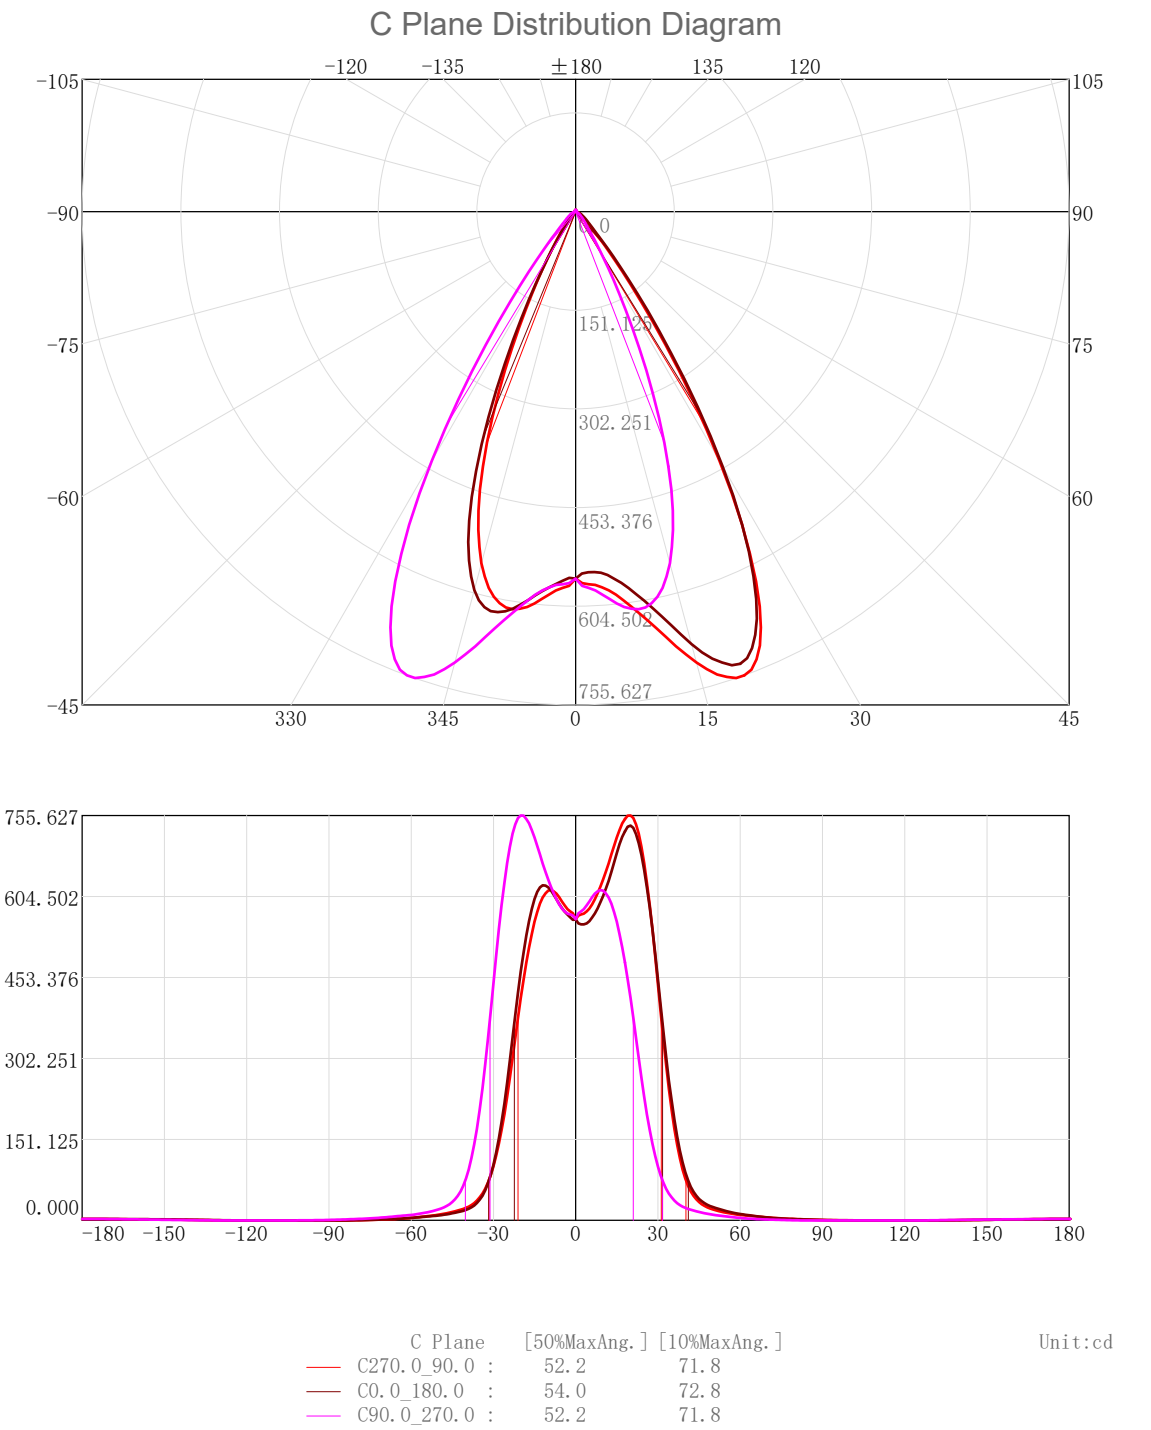 C Plane Distribution Diagram
-120 -135 ±180 135 120
-105 105
-90 90
0.0
151.125
-75 75
302.251
-60 60
453.376
604.502
755.627
-45 330 345 0 15 30 45
755.627
604.502
453.376
302.251
151.125
0.000
-180 -150 -120 -90 -60 -30 0 30 60 90 120 150 180
C Plane [50%MaxAng.] [10%MaxAng.] Unit:cd
C270.0_90.0 : 52.2 71.8
C0.0_180.0 : 54.0 72.8
C90.0_270.0 : 52.2 71.8